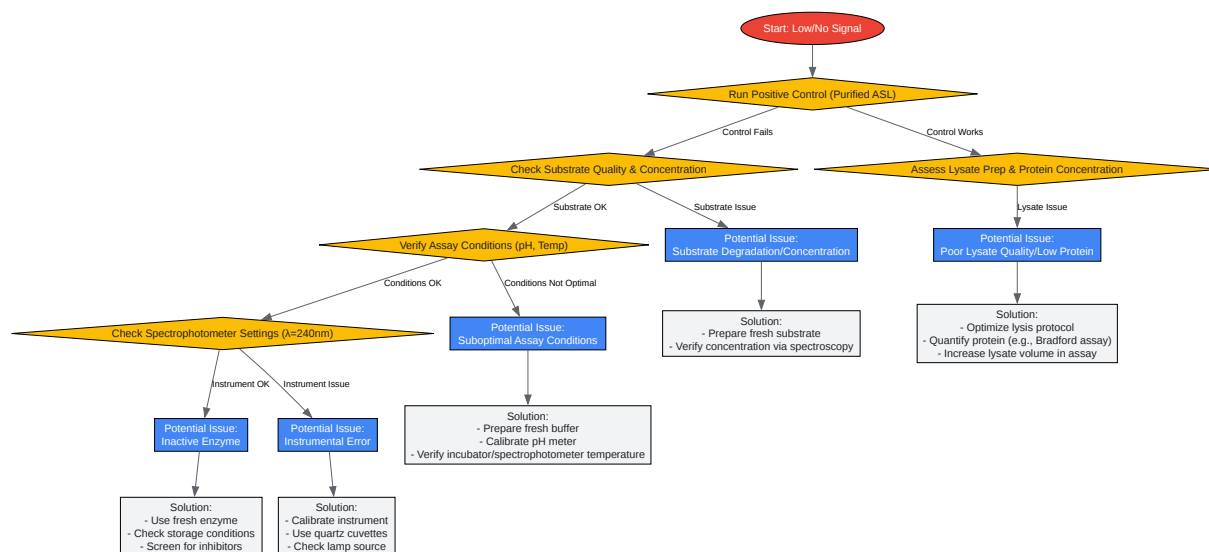 Start: Low/No Signal
Run Positive Control (Purified ASL)
Control Fails
Control Works
Check Substrate Quality & Concentration
Assess Lysate Prep & Protein Concentration
Substrate OK
Substrate Issue
Lysate Issue
Verify Assay Conditions (pH, Temp)
Potential Issue:
Substrate Degradation/Concentration
Potential Issue:
Poor Lysate Quality/Low Protein
Conditions OK
Conditions Not Optimal
Check Spectrophotometer Settings (λ=240nm)
Potential Issue:
Suboptimal Assay Conditions
Solution:
- Prepare fresh substrate
- Verify concentration via spectroscopy
Solution:
- Optimize lysis protocol
- Quantify protein (e.g., Bradford assay)
- Increase lysate volume in assay
Instrument OK
Instrument Issue
Potential Issue:
Inactive Enzyme
Potential Issue:
Instrumental Error
Solution:
- Prepare fresh buffer
- Calibrate pH meter
- Verify incubator/spectrophotometer temperature
Solution:
- Use fresh enzyme
- Check storage conditions
- Screen for inhibitors
Solution:
- Calibrate instrument
- Use quartz cuvettes
- Check lamp source